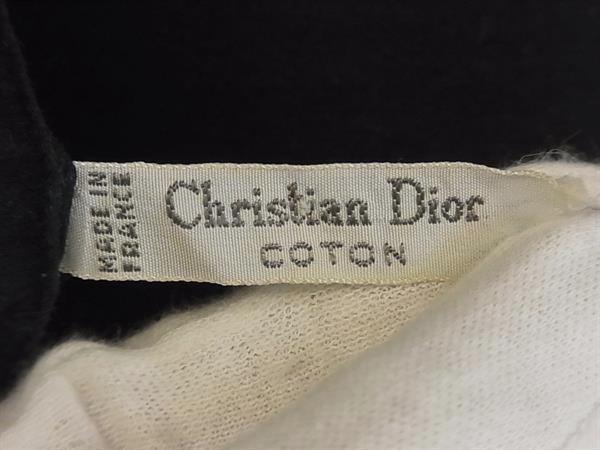 MADE IN
FRANCE
Christian Dior
COTON